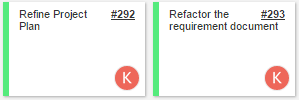 Refine Project Plan #292
K
Refactor the requirement document #293
K